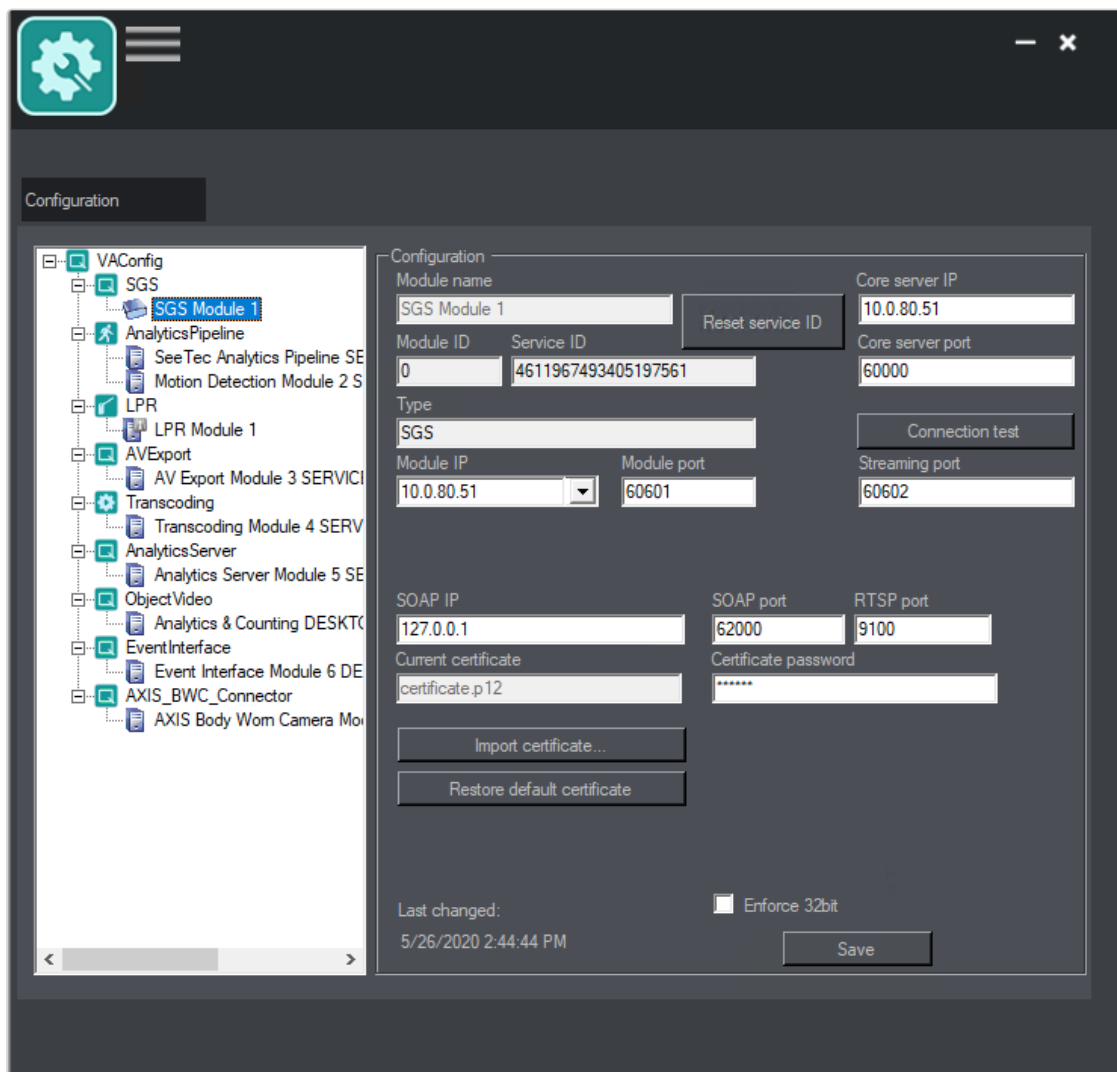 Configuration
VAConfig
SGS
SGS Module 1
AnalyticsPipeline
SeeTec Analytics Pipeline SE
Motion Detection Module 2 S
LPR
LPR Module 1
AVExport
AV Export Module 3 SERVICI
Transcoding
Transcoding Module 4 SERV
AnalyticsServer
Analytics Server Module 5 SE
ObjectVideo
Analytics & Counting DESKTO
EventInterface
Event Interface Module 6 DE
AXIS_BWC_Connector
AXIS Body Worn Camera Mo
Configuration
Module name
Core server IP
SGS Module 1
Reset service ID
10.0.80.51
Module ID
Service ID
Core server port
0
4611967493405197561
60000
Type
SGS
Connection test
Module IP
Module port
Streaming port
10.0.80.51
60601
60602
SOAP IP
SOAP port
RTSP port
127.0.0.1
62000
9100
Current certificate
Certificate password
certificate.p12
******
Import certificate...
Restore default certificate
Last changed:
Enforce 32bit
5/26/2020 2:44:44 PM
Save